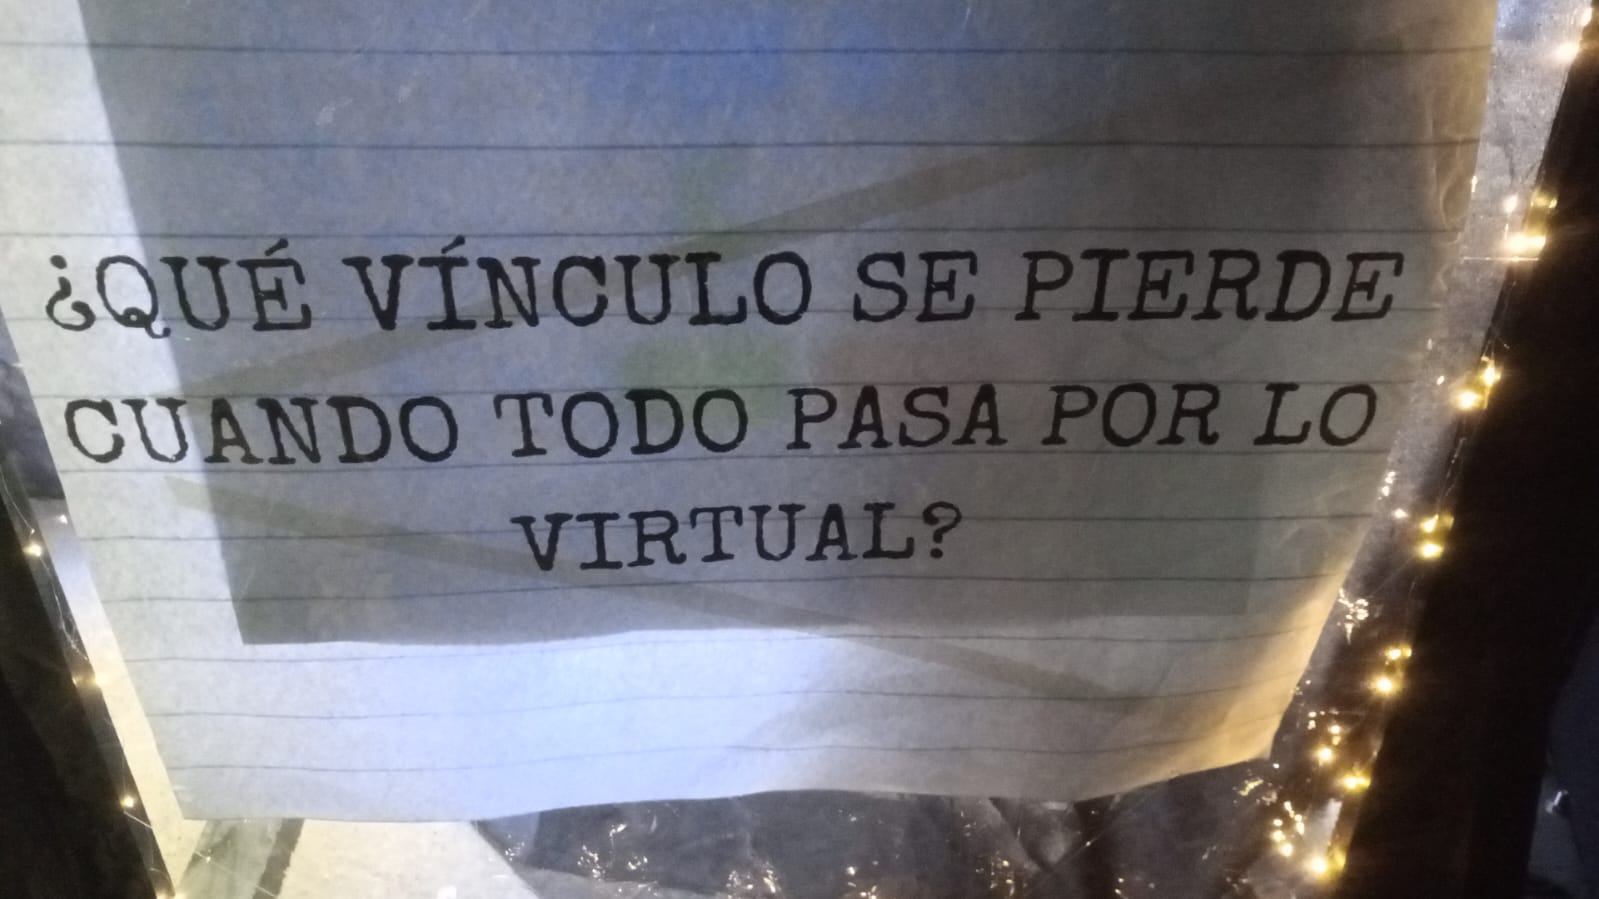 ¿QUÉ VÍNCULO SE PIERDE
CUANDO TODO PASA POR LO
VIRTUAL?